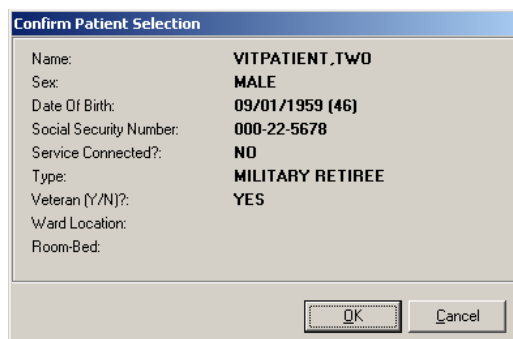 Confirm Patient Selection
Name: VITPATIENT,TWO
Sex: MALE
Date Of Birth: 09/01/1959 (46)
Social Security Number: 000-22-5678
Service Connected?: NO
Type: MILITARY RETIREE
Veteran (Y/N)?: YES
Ward Location:
Room-Bed:
OK Cancel